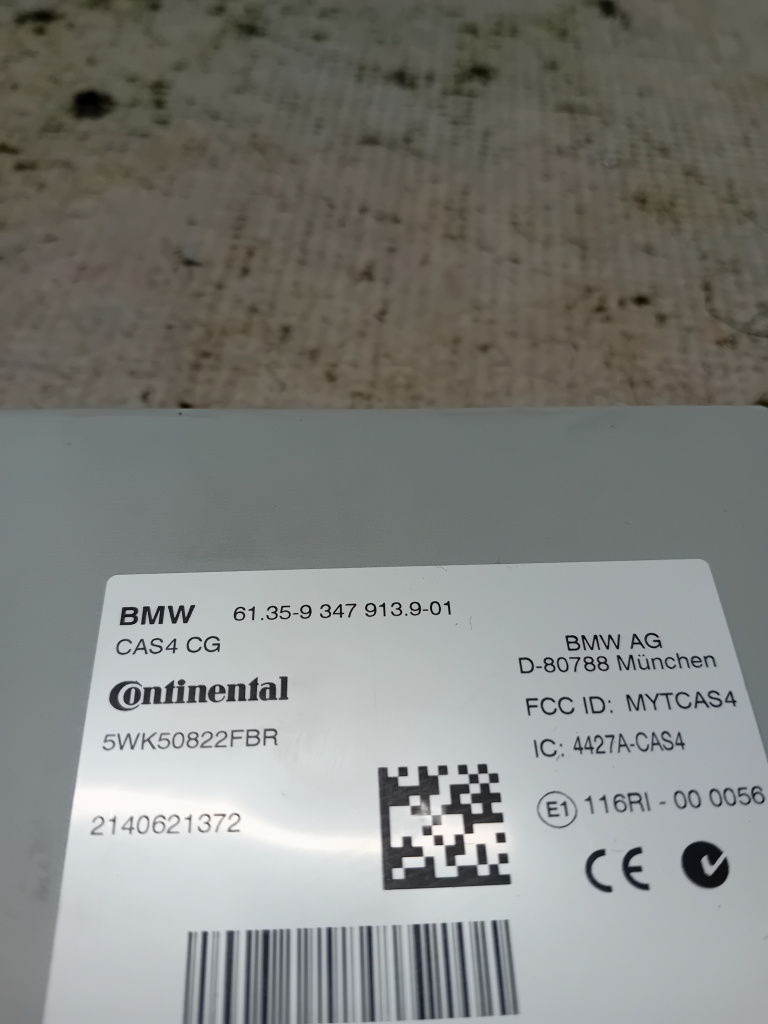 BMW 61.35-9 347 913.9-01
CAS4 CG
Continental
5WK50822FBR
2140621372
BMW AG
D-80788 München
FCC ID: MYTCAS4
IC: 4427A-CAS4
E1 116RI - 00 0056
CE